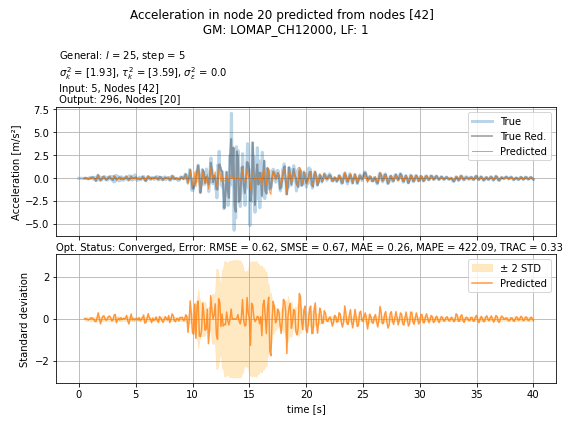 Acceleration in node 20 predicted from nodes [42]
GM: LOMAP_CH12000, LF: 1
General: l = 25, step = 5
σ²ₖ = [1.93], τ²ₖ = [3.59], σ²ε = 0.0
Input: 5, Nodes [42]
Output: 296, Nodes [20]
7.5
5.0
2.5
0.0
−2.5
−5.0
Acceleration [m/s²]
True
True Red.
Predicted
Opt. Status: Converged, Error: RMSE = 0.62, SMSE = 0.67, MAE = 0.26, MAPE = 422.09, TRAC = 0.33
2
0
−2
Standard deviation
± 2 STD
Predicted
0 5 10 15 20 25 30 35 40
time [s]